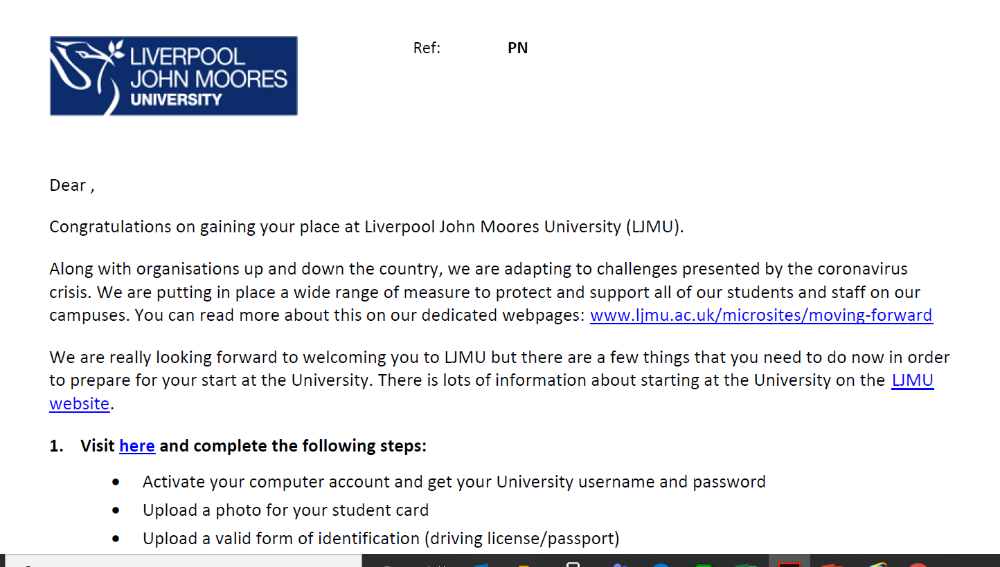 LIVERPOOL
JOHN MOORES
UNIVERSITY
Ref: PN
Dear ,
Congratulations on gaining your place at Liverpool John Moores University (LJMU).
Along with organisations up and down the country, we are adapting to challenges presented by the coronavirus
crisis. We are putting in place a wide range of measure to protect and support all of our students and staff on our
campuses. You can read more about this on our dedicated webpages: www.ljmu.ac.uk/microsites/moving-forward
We are really looking forward to welcoming you to LJMU but there are a few things that you need to do now in order
to prepare for your start at the University. There is lots of information about starting at the University on the LJMU
website.
1. Visit here and complete the following steps:
• Activate your computer account and get your University username and password
• Upload a photo for your student card
• Upload a valid form of identification (driving license/passport)